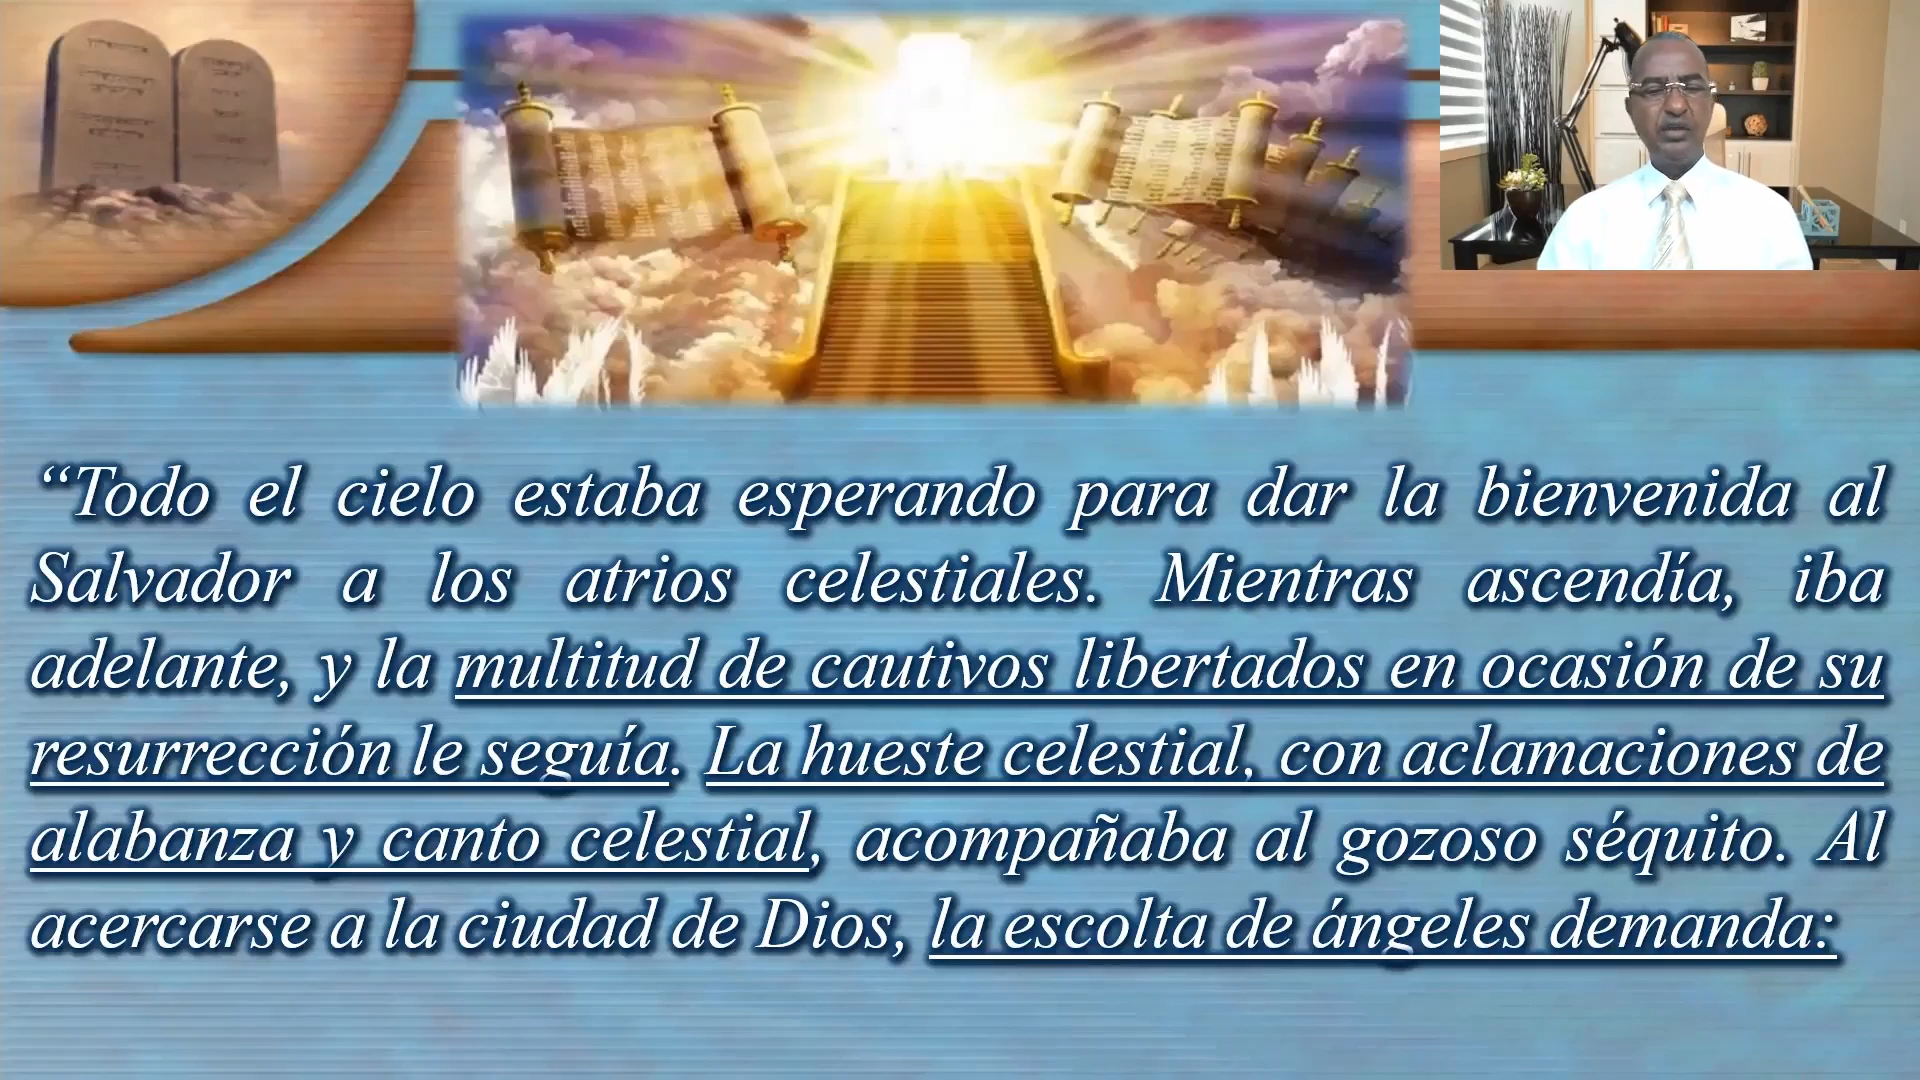 “Todo el cielo estaba esperando para dar la bienvenida al
Salvador a los atrios celestiales. Mientras ascendía, iba
adelante, y la multitud de cautivos libertados en ocasión de su
resurrección le seguía. La hueste celestial, con aclamaciones de
alabanza y canto celestial, acompañaba al gozoso séquito. Al
acercarse a la ciudad de Dios, la escolta de ángeles demanda: